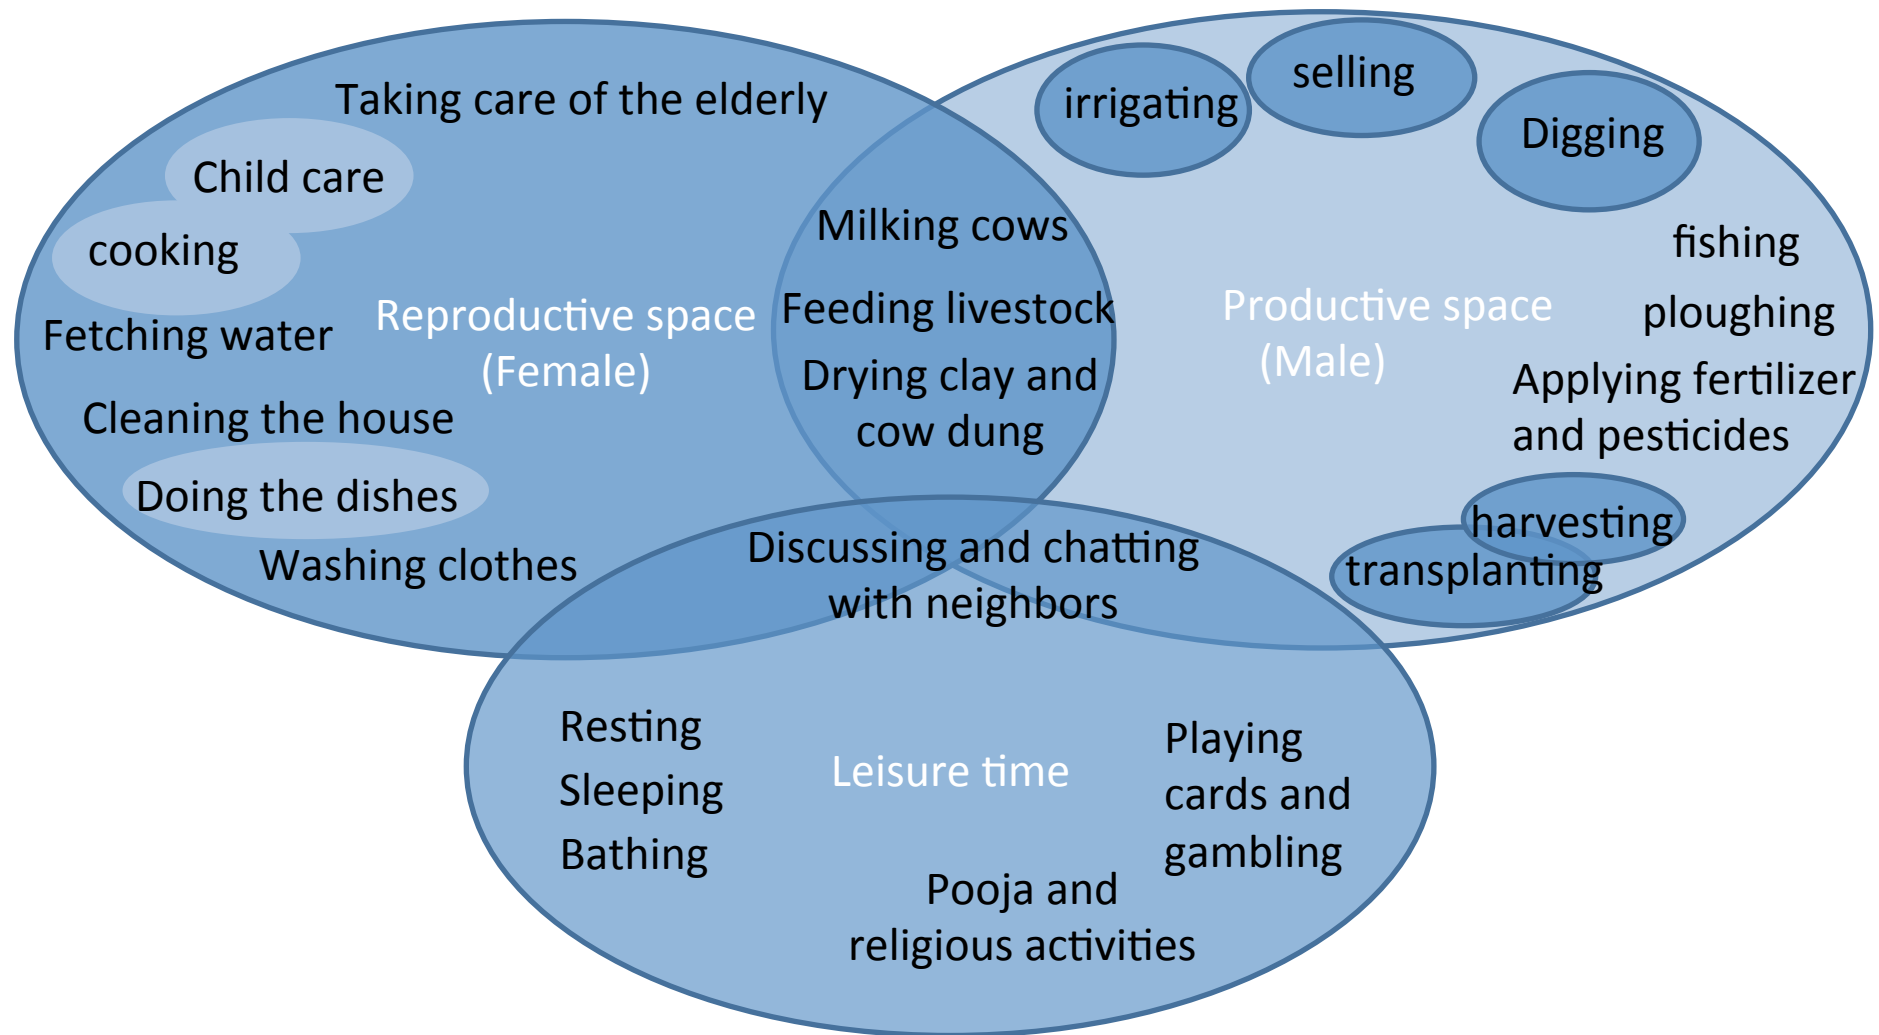 Taking care of the elderly
Child care
cooking
Fetching water
Cleaning the house
Doing the dishes
Washing clothes
Reproductive space
(Female)
Milking cows
Feeding livestock
Drying clay and
cow dung
irrigating
selling
Digging
fishing
ploughing
Applying fertilizer
and pesticides
harvesting
transplanting
Productive space
(Male)
Discussing and chatting
with neighbors
Resting
Sleeping
Bathing
Leisure time
Playing
cards and
gambling
Pooja and
religious activities